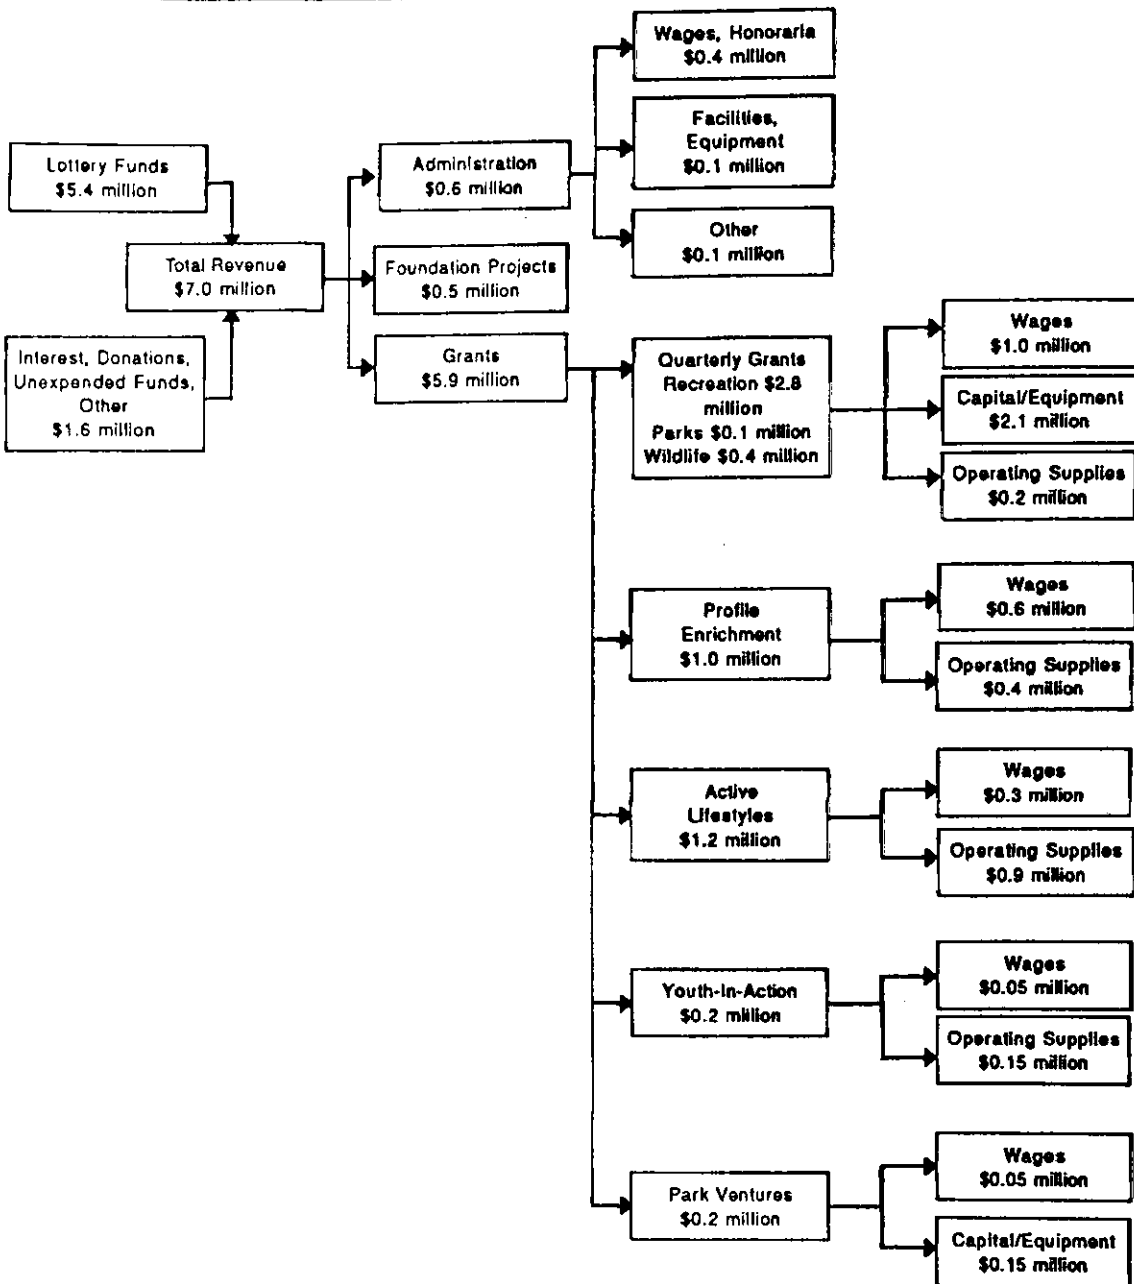 Lottery Funds
$5.4 million
Interest, Donations,
Unexpended Funds,
Other
$1.6 million
Total Revenue
$7.0 million
Administration
$0.6 million
Foundation Projects
$0.5 million
Grants
$5.9 million
Wages, Honoraria
$0.4 million
Facilities,
Equipment
$0.1 million
Other
$0.1 million
Quarterly Grants
Recreation $2.8
million
Parks $0.1 million
Wildlife $0.4 million
Wages
$1.0 million
Capital/Equipment
$2.1 million
Operating Supplies
$0.2 million
Profile
Enrichment
$1.0 million
Wages
$0.6 million
Operating Supplies
$0.4 million
Active
Lifestyles
$1.2 million
Wages
$0.3 million
Operating Supplies
$0.9 million
Youth-In-Action
$0.2 million
Wages
$0.05 million
Operating Supplies
$0.15 million
Park Ventures
$0.2 million
Wages
$0.05 million
Capital/Equipment
$0.15 million